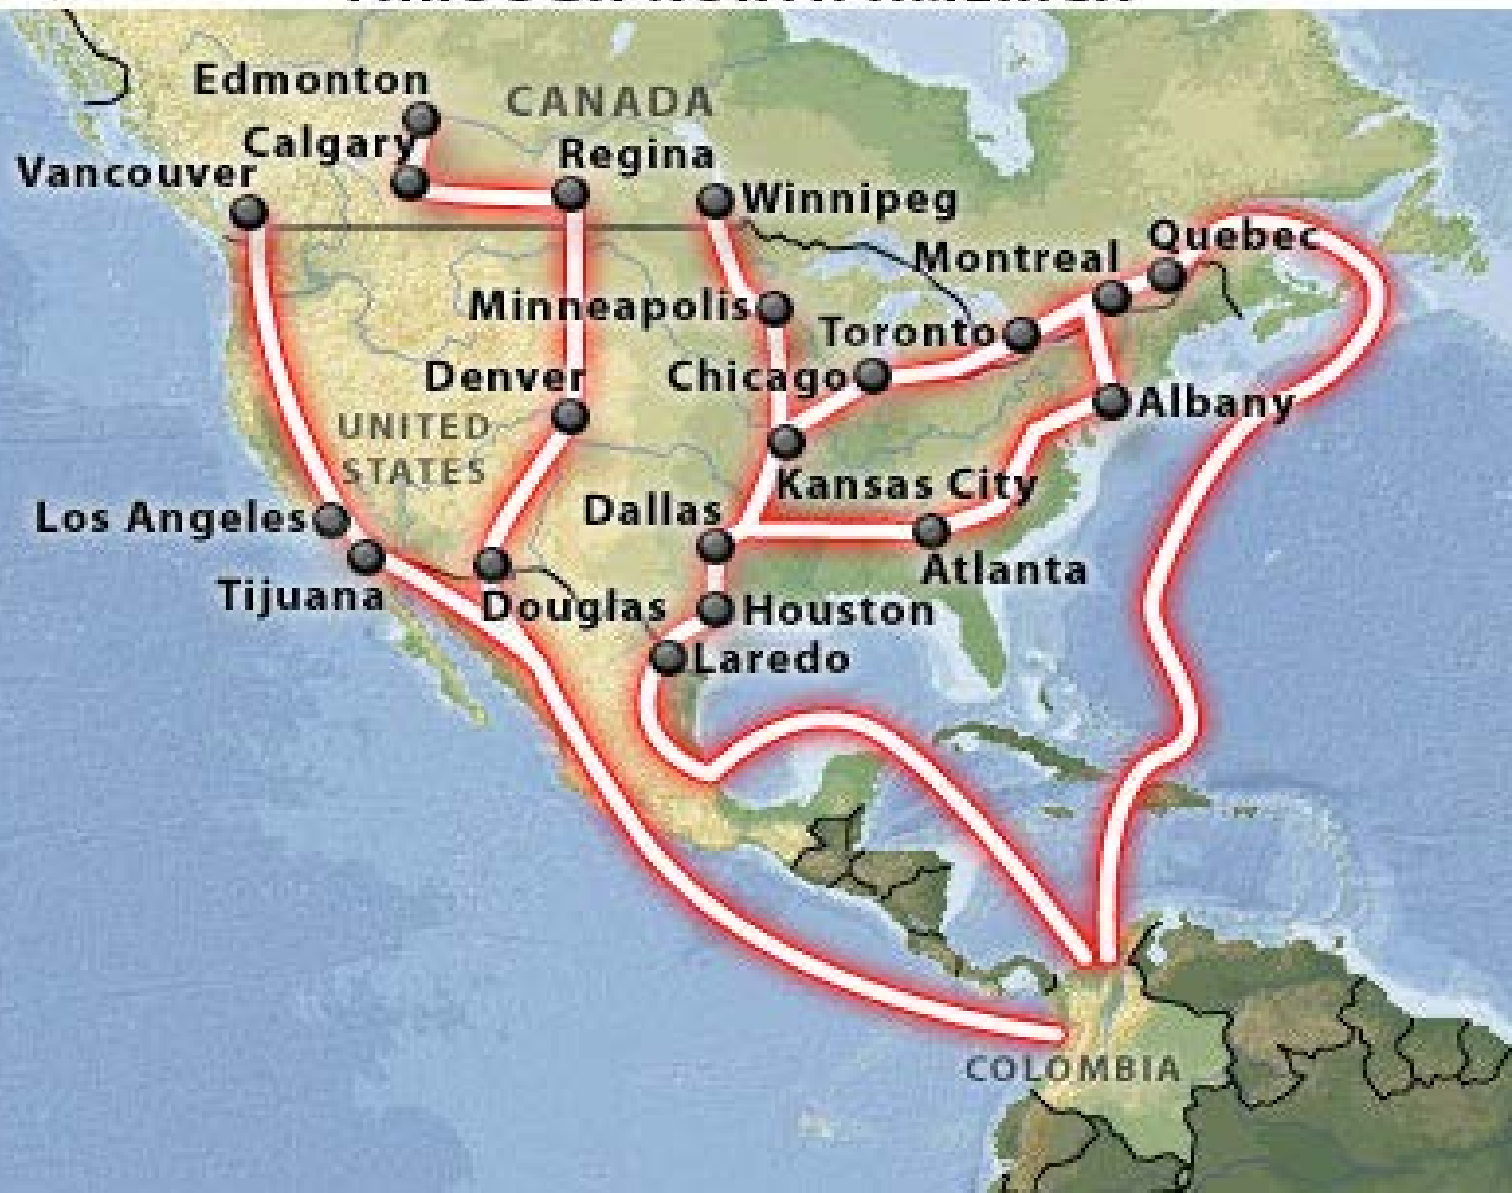 Edmonton
CANADA
Calgary
Regina
Vancouver
Winnipeg
Quebec
Montreal
Minneapolis
Toronto
Denver
Chicago
Albany
UNITED
STATES
Kansas City
Los Angeles
Dallas
Atlanta
Tijuana
Douglas
Houston
Laredo
COLOMBIA